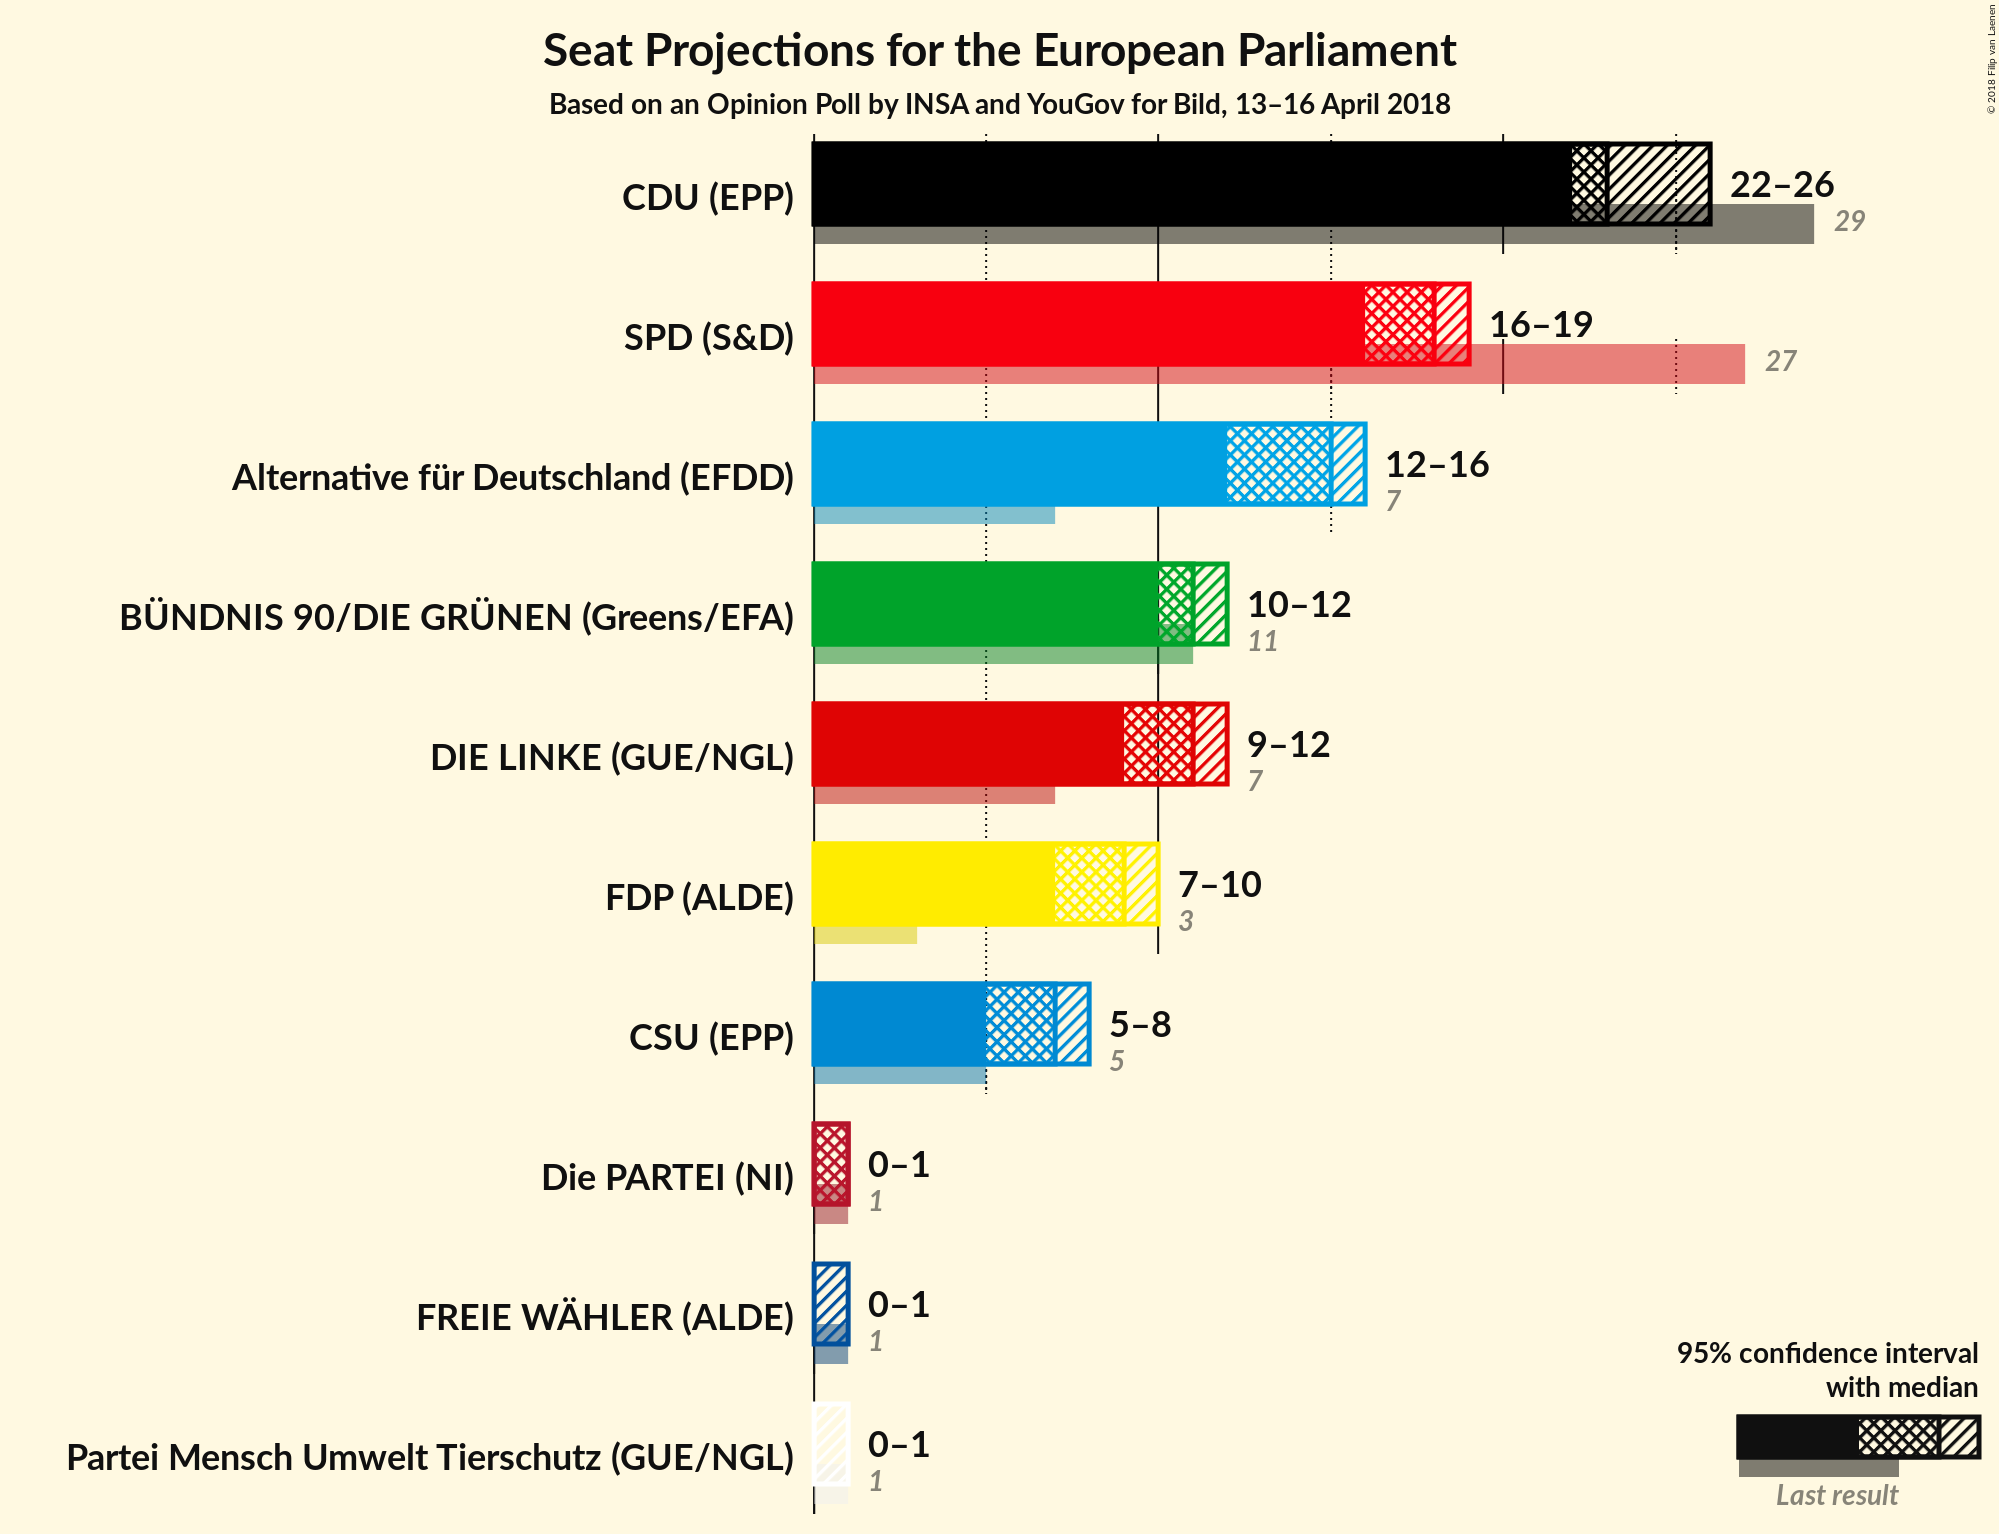 Seat Projections for the European Parliament
Based on an Opinion Poll by INSA and YouGov for Bild, 13–16 April 2018
© 2018 Filip van Laenen
CDU (EPP)
22–26
29
SPD (S&D)
16–19
27
Alternative für Deutschland (EFDD)
12–16
7
BÜNDNIS 90/DIE GRÜNEN (Greens/EFA)
10–12
11
DIE LINKE (GUE/NGL)
9–12
7
FDP (ALDE)
7–10
3
CSU (EPP)
5–8
5
Die PARTEI (NI)
0–1
1
FREIE WÄHLER (ALDE)
0–1
1
Partei Mensch Umwelt Tierschutz (GUE/NGL)
0–1
1
95% confidence interval
with median
Last result